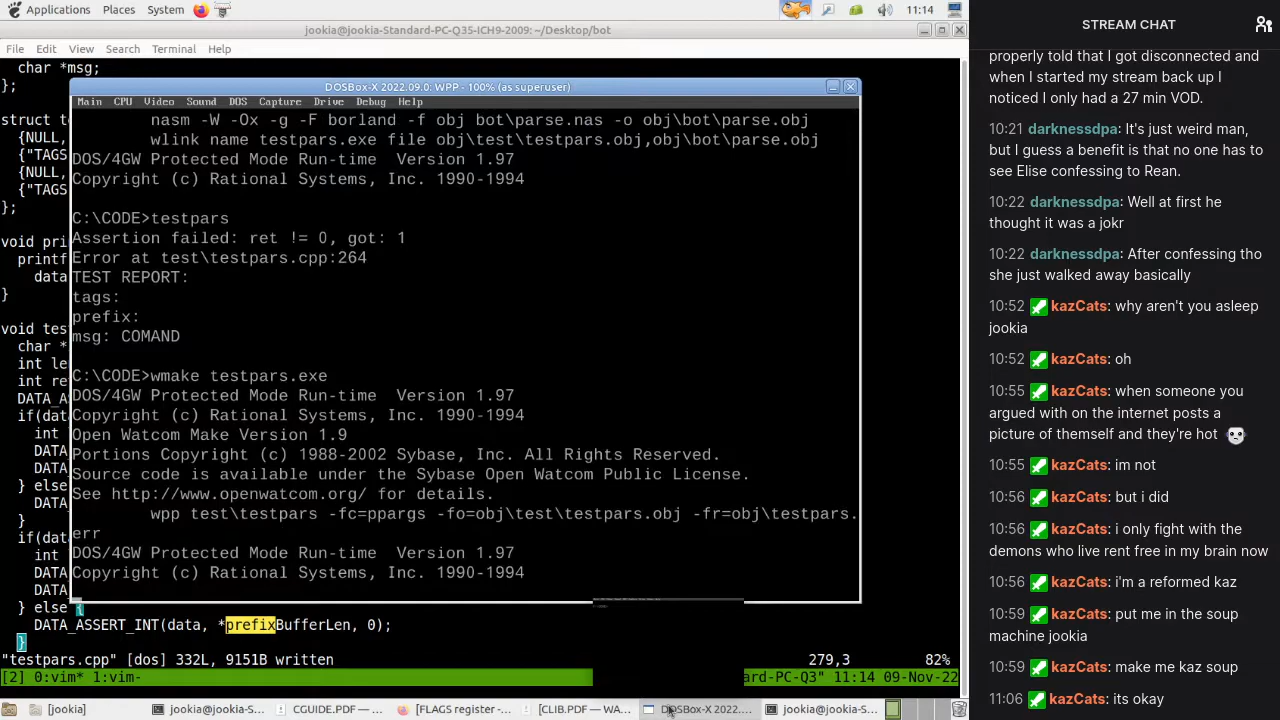 Applications Places System 11:14
jookia@jookia-Standard-PC-Q35-ICH9-2009: ~/Desktop/bot
File Edit View Search Terminal Help
char *msg;
};
struct te
{NULL,
{"TAGS
{NULL,
{"TAGS
};
void pri
printf
data
}
void tes
char *
int le
int re
DATA_A
if(dat
int
DATA
DATA
} else
DATA
}
if(dat
int
DATA
DATA
} else {
DATA_ASSERT_INT(data, *prefixBufferLen, 0);
}
"testpars.cpp" [dos] 332L, 9151B written 279,3 82%
[2] 0:vim* 1:vim- ard-PC-Q3" 11:14 09-Nov-22
DOSBox-X 2022.09.0: WPP - 100% (as superuser)
Main CPU Video Sound DOS Capture Drive Debug Help
nasm -W -Ox -g -F borland -f obj bot\parse.nas -o obj\bot\parse.obj
wlink name testpars.exe file obj\test\testpars.obj,obj\bot\parse.obj
DOS/4GW Protected Mode Run-time Version 1.97
Copyright (c) Rational Systems, Inc. 1990-1994
C:\CODE>testpars
Assertion failed: ret != 0, got: 1
Error at test\testpars.cpp:264
TEST REPORT:
tags:
prefix:
msg: COMAND
C:\CODE>wmake testpars.exe
DOS/4GW Protected Mode Run-time Version 1.97
Copyright (c) Rational Systems, Inc. 1990-1994
Open Watcom Make Version 1.9
Portions Copyright (c) 1988-2002 Sybase, Inc. All Rights Reserved.
Source code is available under the Sybase Open Watcom Public License.
See http://www.openwatcom.org/ for details.
wpp test\testpars -fc=ppargs -fo=obj\test\testpars.obj -fr=obj\testpars.
err
DOS/4GW Protected Mode Run-time Version 1.97
Copyright (c) Rational Systems, Inc. 1990-1994
[jookia] jookia@jookia-S... CGUIDE.PDF — ... [FLAGS register -... [CLIB.PDF — WA... DOSBox-X 2022.... jookia@jookia-S...
STREAM CHAT
properly told that I got disconnected and
when I started my stream back up I
noticed I only had a 27 min VOD.
10:21 darknessdpa: It's just weird man,
but I guess a benefit is that no one has to
see Elise confessing to Rean.
10:22 darknessdpa: Well at first he
thought it was a jokr
10:22 darknessdpa: After confessing tho
she just walked away basically
10:52 kazCats: why aren't you asleep
jookia
10:52 kazCats: oh
10:55 kazCats: when someone you
argued with on the internet posts a
picture of themself and they're hot
10:55 kazCats: im not
10:56 kazCats: but i did
10:56 kazCats: i only fight with the
demons who live rent free in my brain now
10:56 kazCats: i'm a reformed kaz
10:59 kazCats: put me in the soup
machine jookia
10:59 kazCats: make me kaz soup
11:06 kazCats: its okay